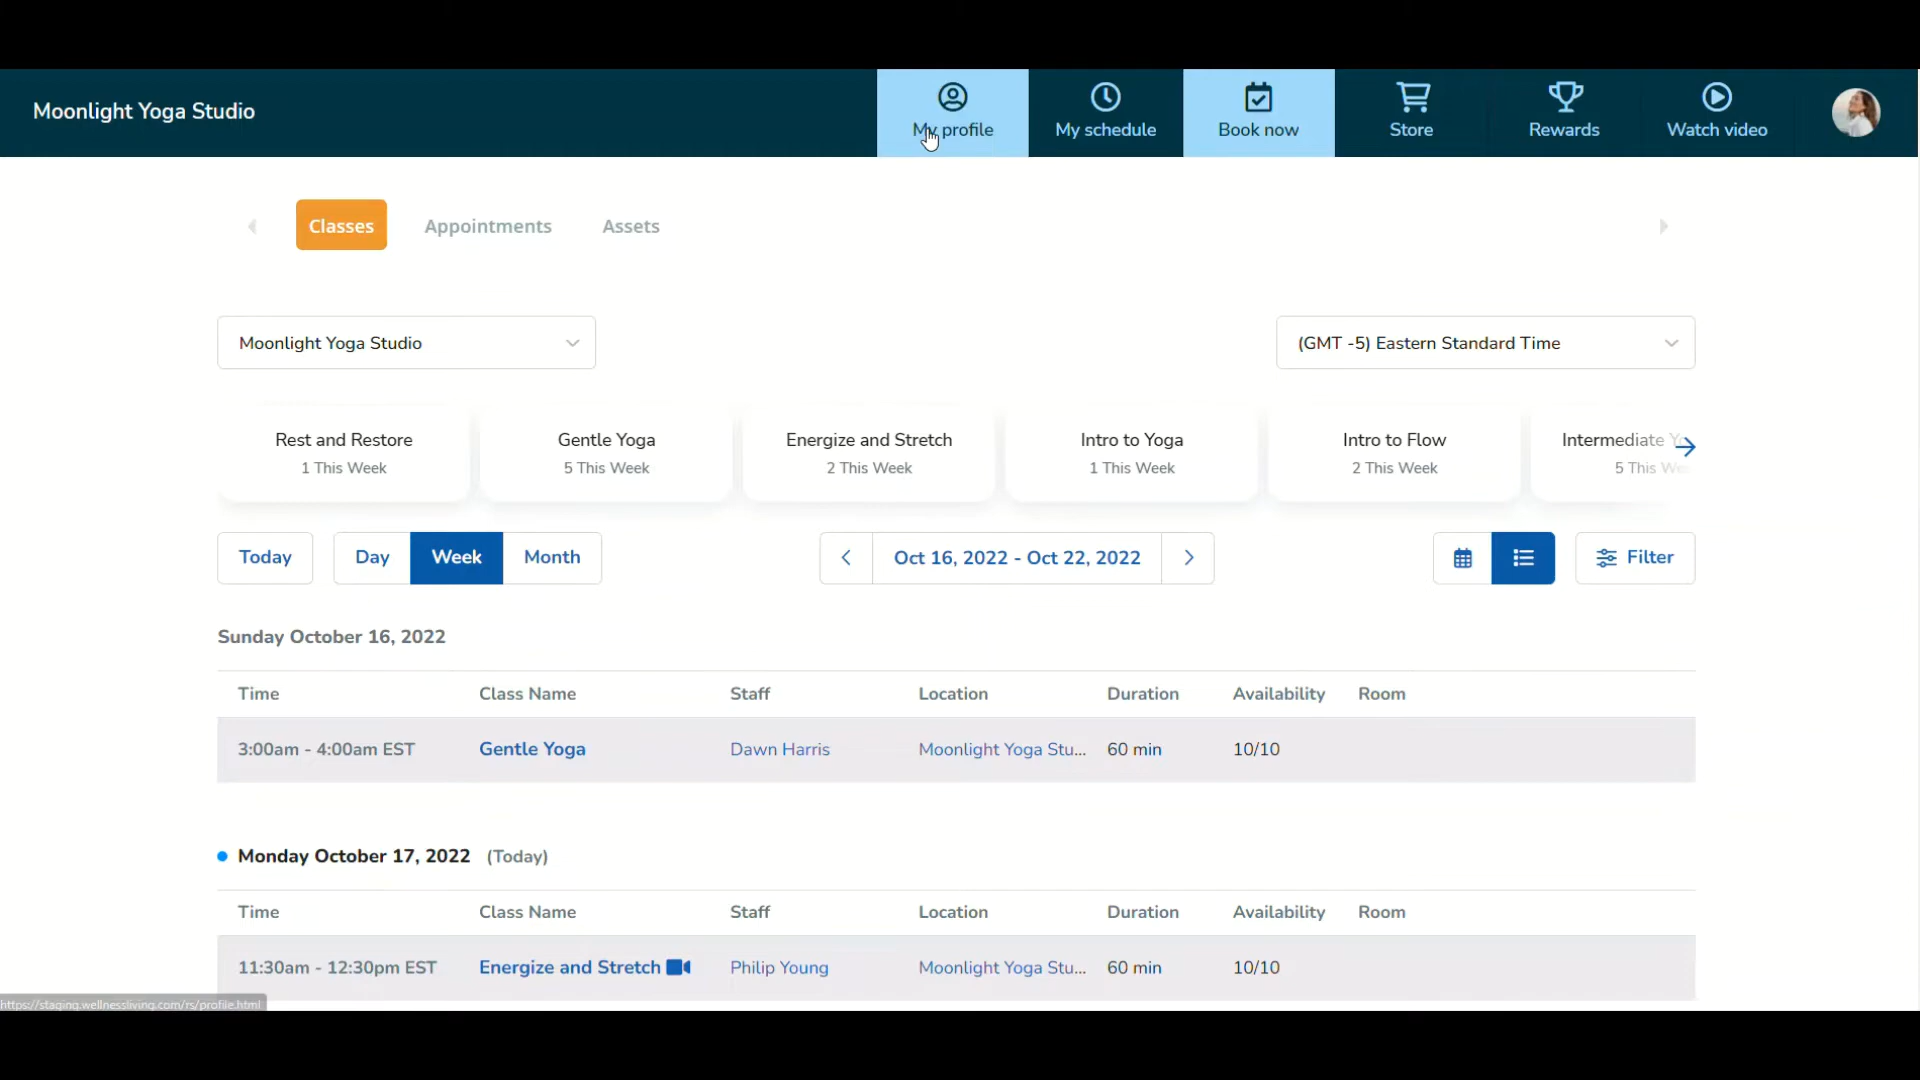 Moonlight Yoga Studio
My profile
My schedule
Book now
Store
Rewards
Watch video
Classes
Appointments
Assets
Moonlight Yoga Studio
(GMT -5) Eastern Standard Time
Rest and Restore
1 This Week
Gentle Yoga
5 This Week
Energize and Stretch
2 This Week
Intro to Yoga
1 This Week
Intro to Flow
2 This Week
Intermediate
5 This
Today
Day
Week
Month
Oct 16, 2022 - Oct 22, 2022
Filter
Sunday October 16, 2022
Time Class Name Staff Location Duration Availability Room
3:00am - 4:00am EST Gentle Yoga Dawn Harris Moonlight Yoga Stu... 60 min 10/10
Monday October 17, 2022 (Today)
Time Class Name Staff Location Duration Availability Room
11:30am - 12:30pm EST Energize and Stretch Philip Young Moonlight Yoga Stu... 60 min 10/10
https://staging.wellnessliving.com/rs/profile.html